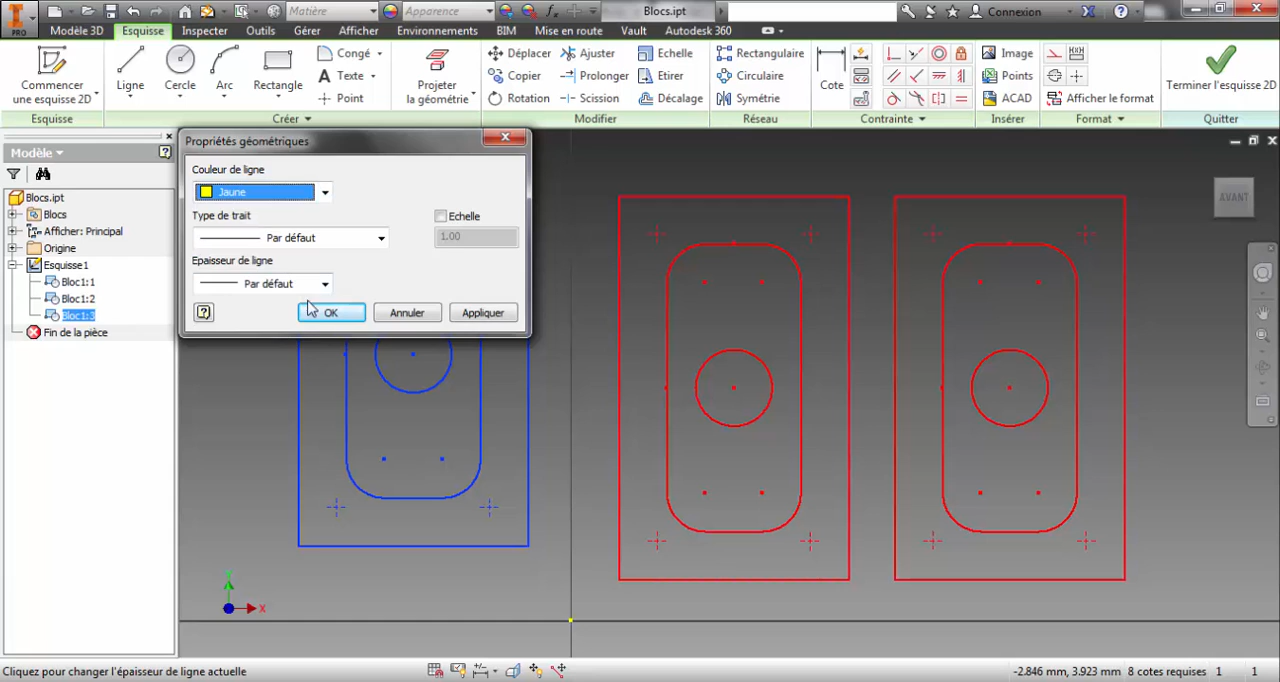 PRO
Matière
Apparence
Blocs.ipt
Connexion
Modèle 3D Esquisse Inspecter Outils Gérer Afficher Environnements BIM Mise en route Vault Autodesk 360
Commencer une esquisse 2D
Ligne
Cercle
Arc
Rectangle
Congé
Texte
Point
Projeter la géométrie
Déplacer
Copier
Rotation
Ajuster
Prolonger
Scission
Echelle
Etirer
Décalage
Rectangulaire
Circulaire
Symétrie
Cote
Image
Points
ACAD
Afficher le format
Terminer l'esquisse 2D
Esquisse
Créer
Modifier
Réseau
Contrainte
Insérer
Format
Quitter
Modèle
Blocs.ipt
Blocs
Afficher: Principal
Origine
Esquisse1
Bloc1:1
Bloc1:2
Bloc1:3
Fin de la pièce
Propriétés géométriques
Couleur de ligne
Jaune
Type de trait
Par défaut
Echelle
1.00
Epaisseur de ligne
Par défaut
OK
Annuler
Appliquer
AVANT
Y
X
Cliquez pour changer l'épaisseur de ligne actuelle
-2.846 mm, 3.923 mm 8 cotes requises 1 1